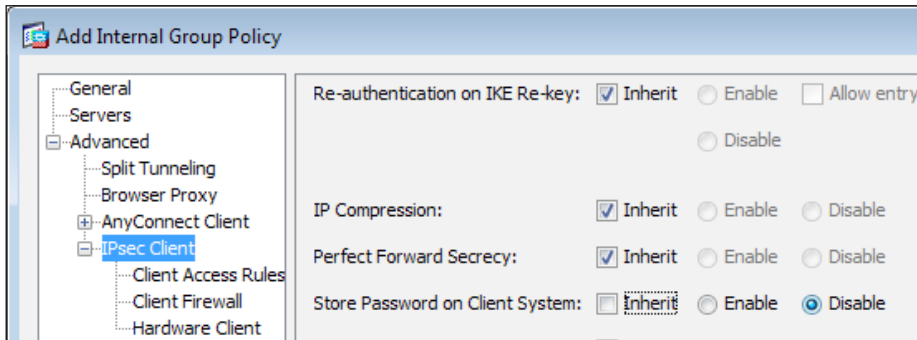 Add Internal Group Policy
General
Servers
Advanced
Split Tunneling
Browser Proxy
AnyConnect Client
IPsec Client
Client Access Rules
Client Firewall
Hardware Client
Re-authentication on IKE Re-key: Inherit Enable Allow entry
Disable
IP Compression: Inherit Enable Disable
Perfect Forward Secrecy: Inherit Enable Disable
Store Password on Client System: Inherit Enable Disable